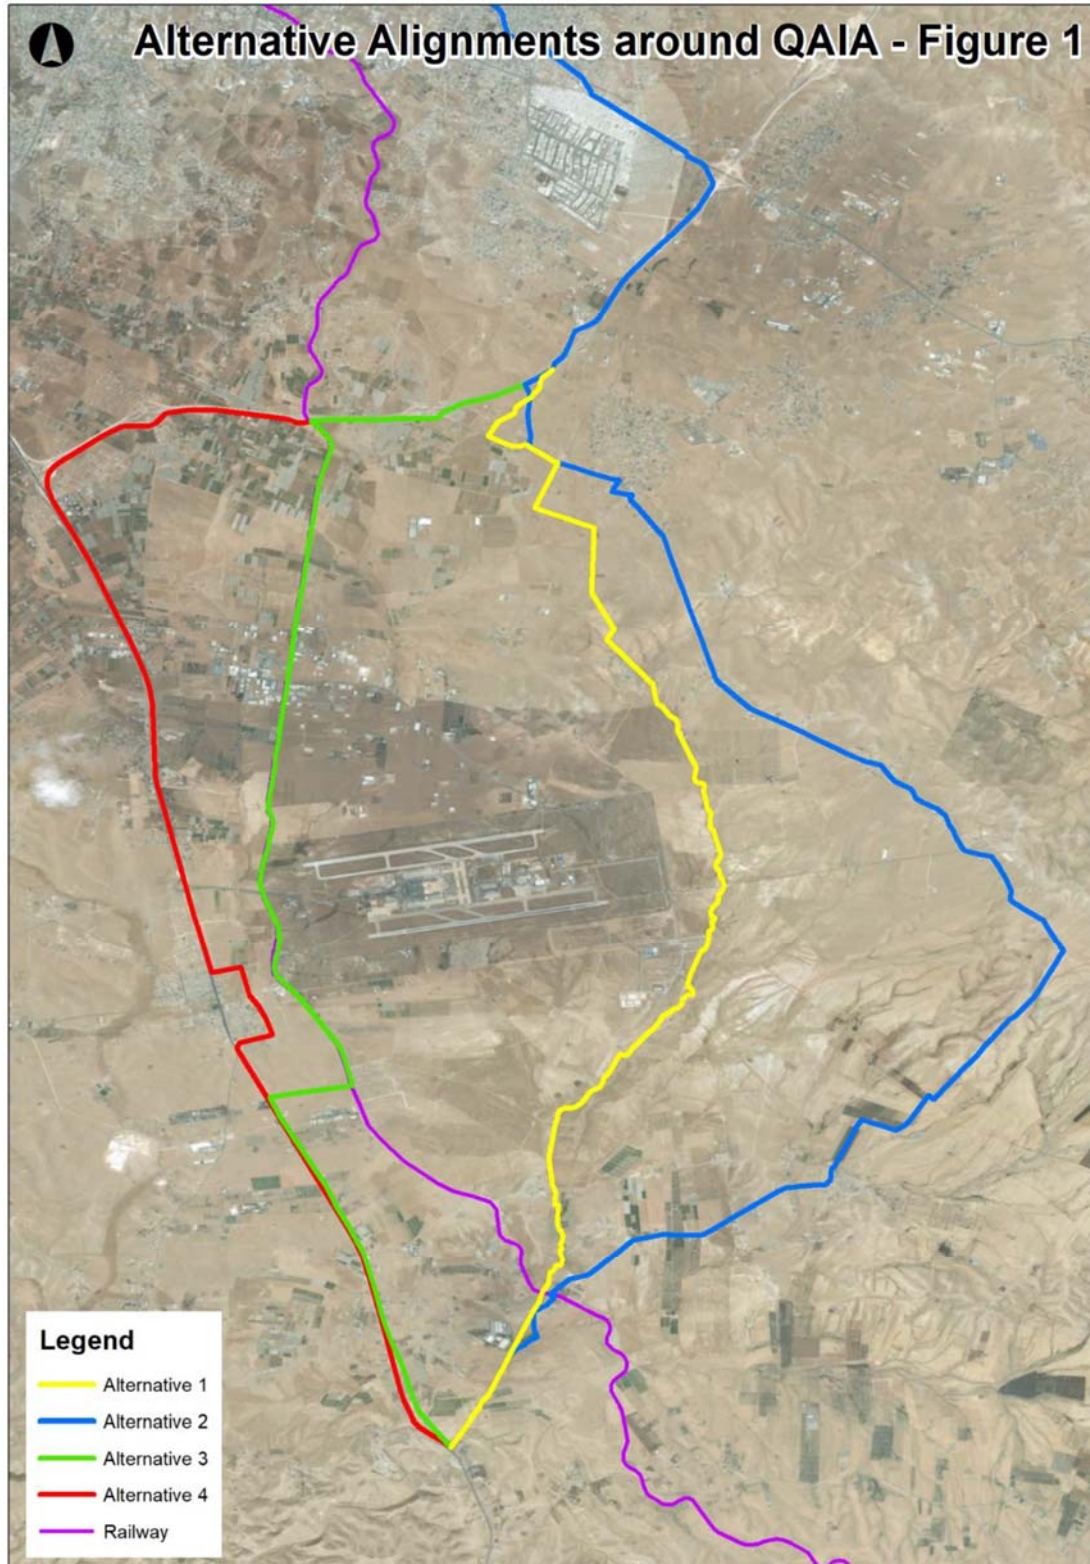 Alternative Alignments around QAIA - Figure 1
Legend
Alternative 1
Alternative 2
Alternative 3
Alternative 4
Railway